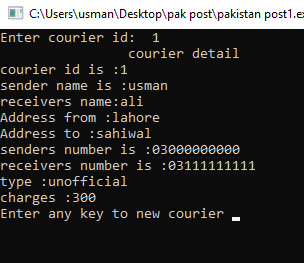 C:\Users\usman\Desktop\pak post\pakistan post1.ex
Enter courier id:  1
                courier detail
courier id is :1
sender name is :usman
receivers name:ali
Address from :lahore
Address to :sahiwal
senders number is :03000000000
receivers number is :03111111111
type :unofficial
charges :300
Enter any key to new courier